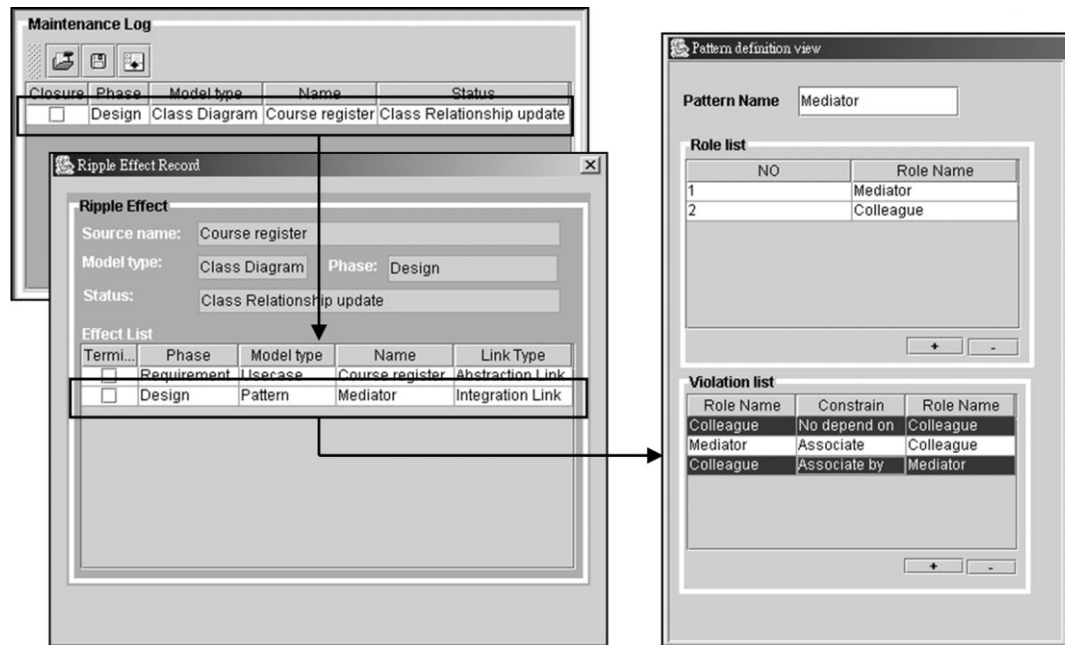 Maintenance Log
Closure Phase Model type Name Status
Design Class Diagram Course register Class Relationship update
Ripple Effect Record
Ripple Effect
Source name: Course register
Model type: Class Diagram Phase: Design
Status: Class Relationship update
Effect List
Termi... Phase Model type Name Link Type
Requirement Usecase Course register Abstraction Link
Design Pattern Mediator Integration Link
Pattern definition view
Pattern Name Mediator
Role list
NO Role Name
1 Mediator
2 Colleague
+ -
Violation list
Role Name Constrain Role Name
Colleague No depend on Colleague
Mediator Associate Colleague
Colleague Associate by Mediator
+ -